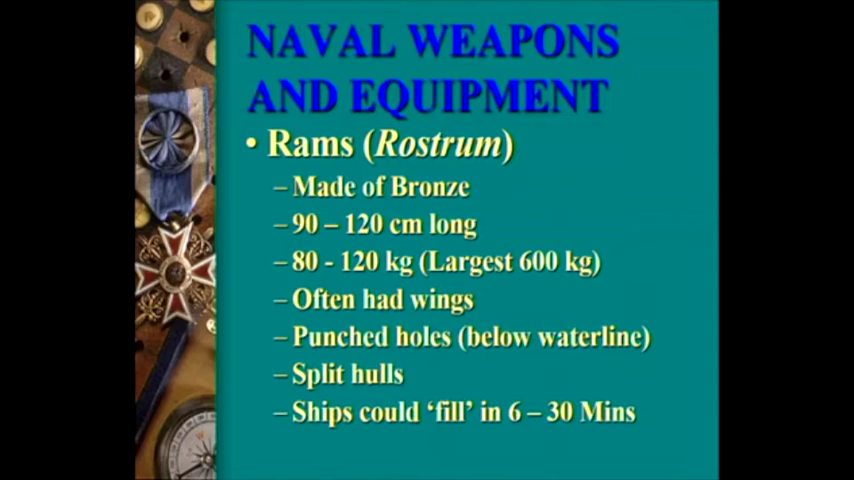 NAVAL WEAPONS
AND EQUIPMENT
• Rams (Rostrum)
– Made of Bronze
– 90 – 120 cm long
– 80 - 120 kg (Largest 600 kg)
– Often had wings
– Punched holes (below waterline)
– Split hulls
– Ships could ‘fill’ in 6 – 30 Mins